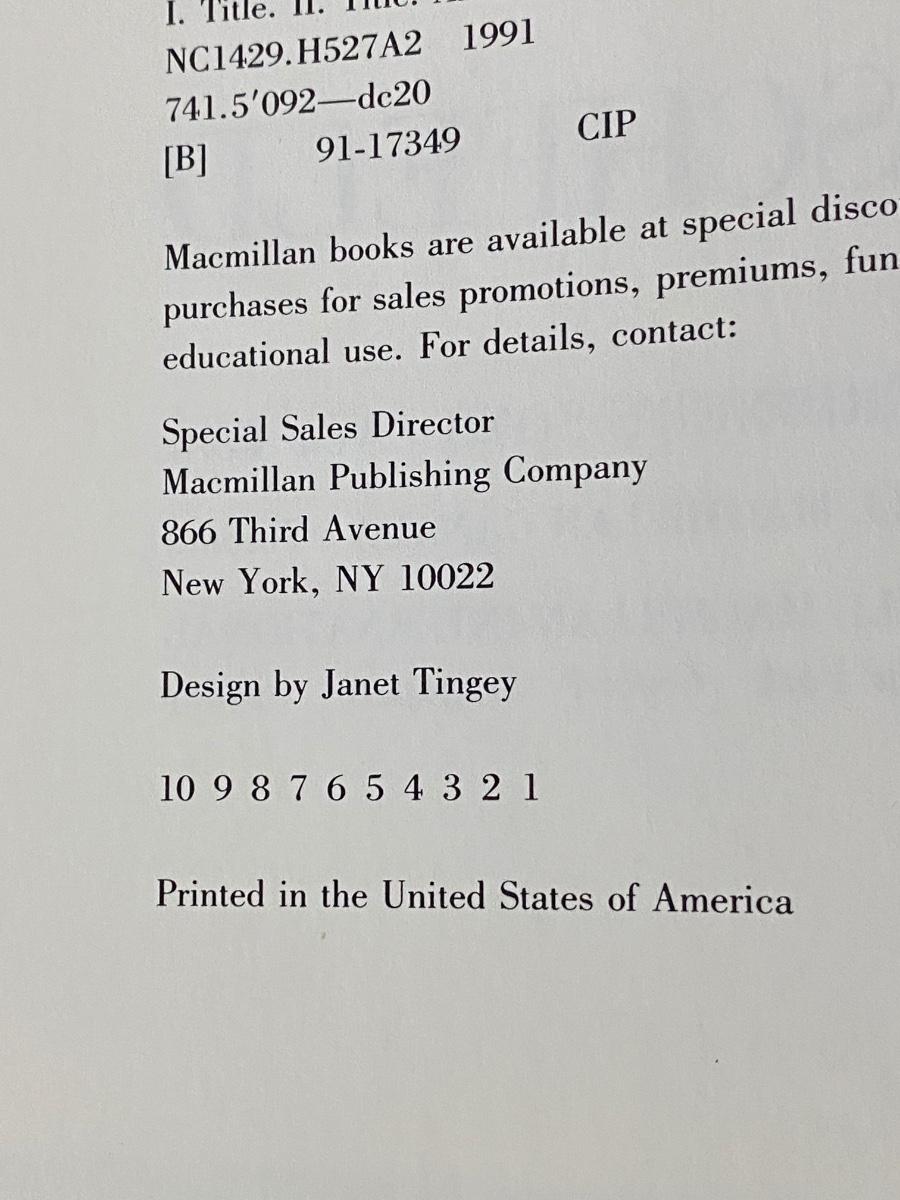 I. Title. II. Title.
NC1429.H527A2 1991
741.5'092—dc20
[B] 91-17349 CIP
Macmillan books are available at special
purchases for sales promotions, premiums,
educational use. For details, contact:
Special Sales Director
Macmillan Publishing Company
866 Third Avenue
New York, NY 10022
Design by Janet Tingey
10 9 8 7 6 5 4 3 2 1
Printed in the United States of America